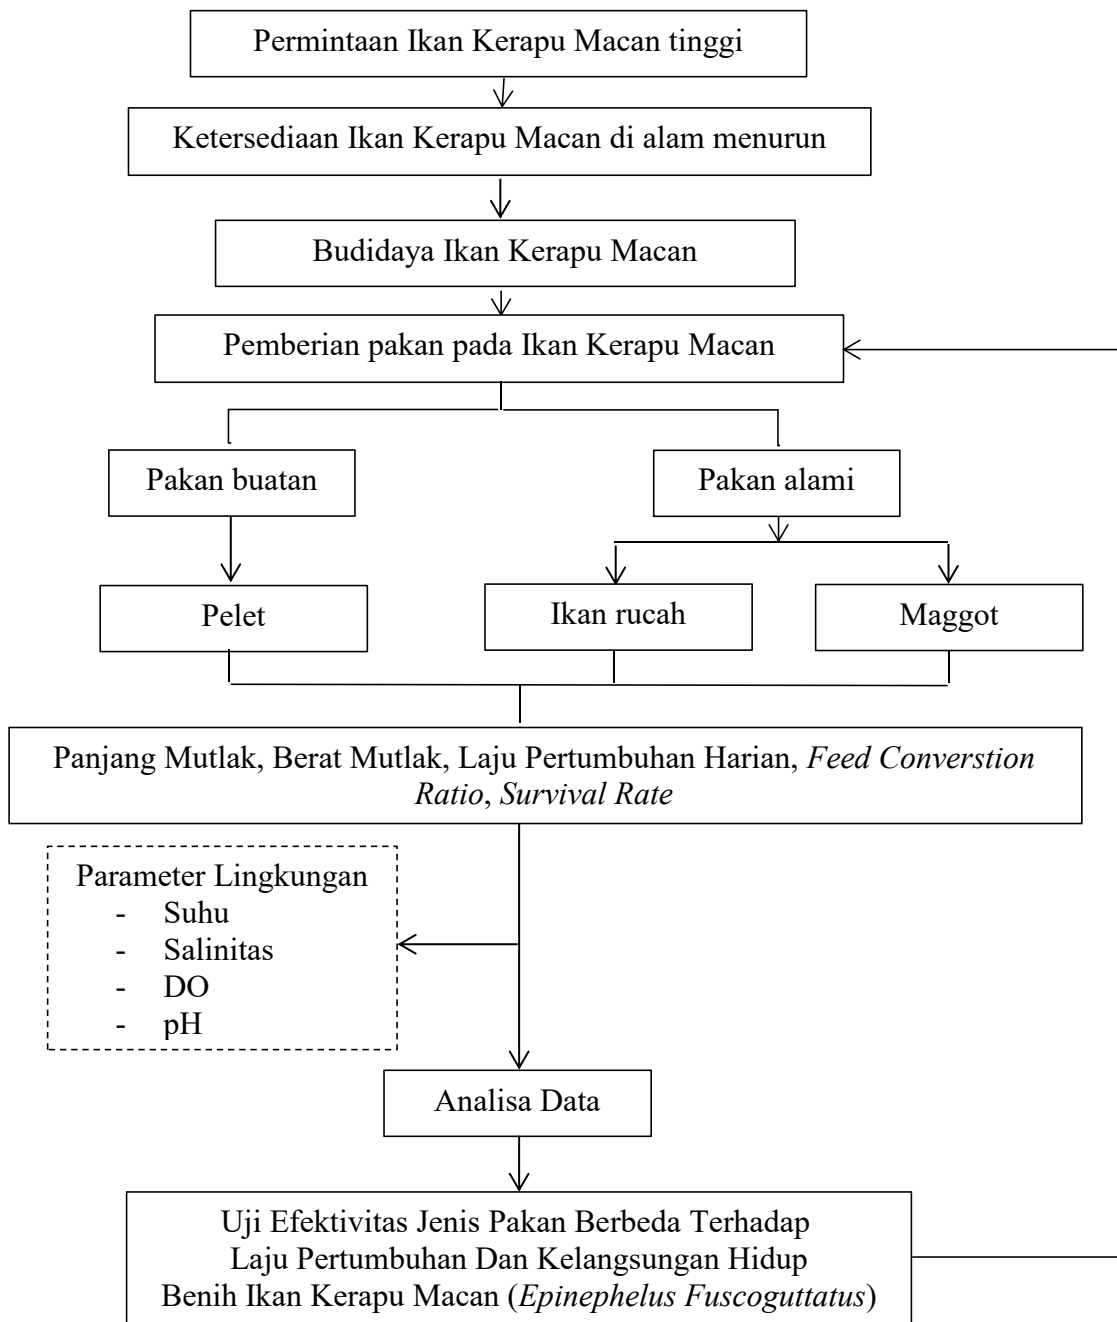 Permintaan Ikan Kerapu Macan tinggi
Ketersediaan Ikan Kerapu Macan di alam menurun
Budidaya Ikan Kerapu Macan
Pemberian pakan pada Ikan Kerapu Macan
Pakan buatan
Pakan alami
Pelet
Ikan rucah
Maggot
Panjang Mutlak, Berat Mutlak, Laju Pertumbuhan Harian, Feed Converstion
Ratio, Survival Rate
Parameter Lingkungan
- Suhu
- Salinitas
- DO
- pH
Analisa Data
Uji Efektivitas Jenis Pakan Berbeda Terhadap
Laju Pertumbuhan Dan Kelangsungan Hidup
Benih Ikan Kerapu Macan (Epinephelus Fuscoguttatus)